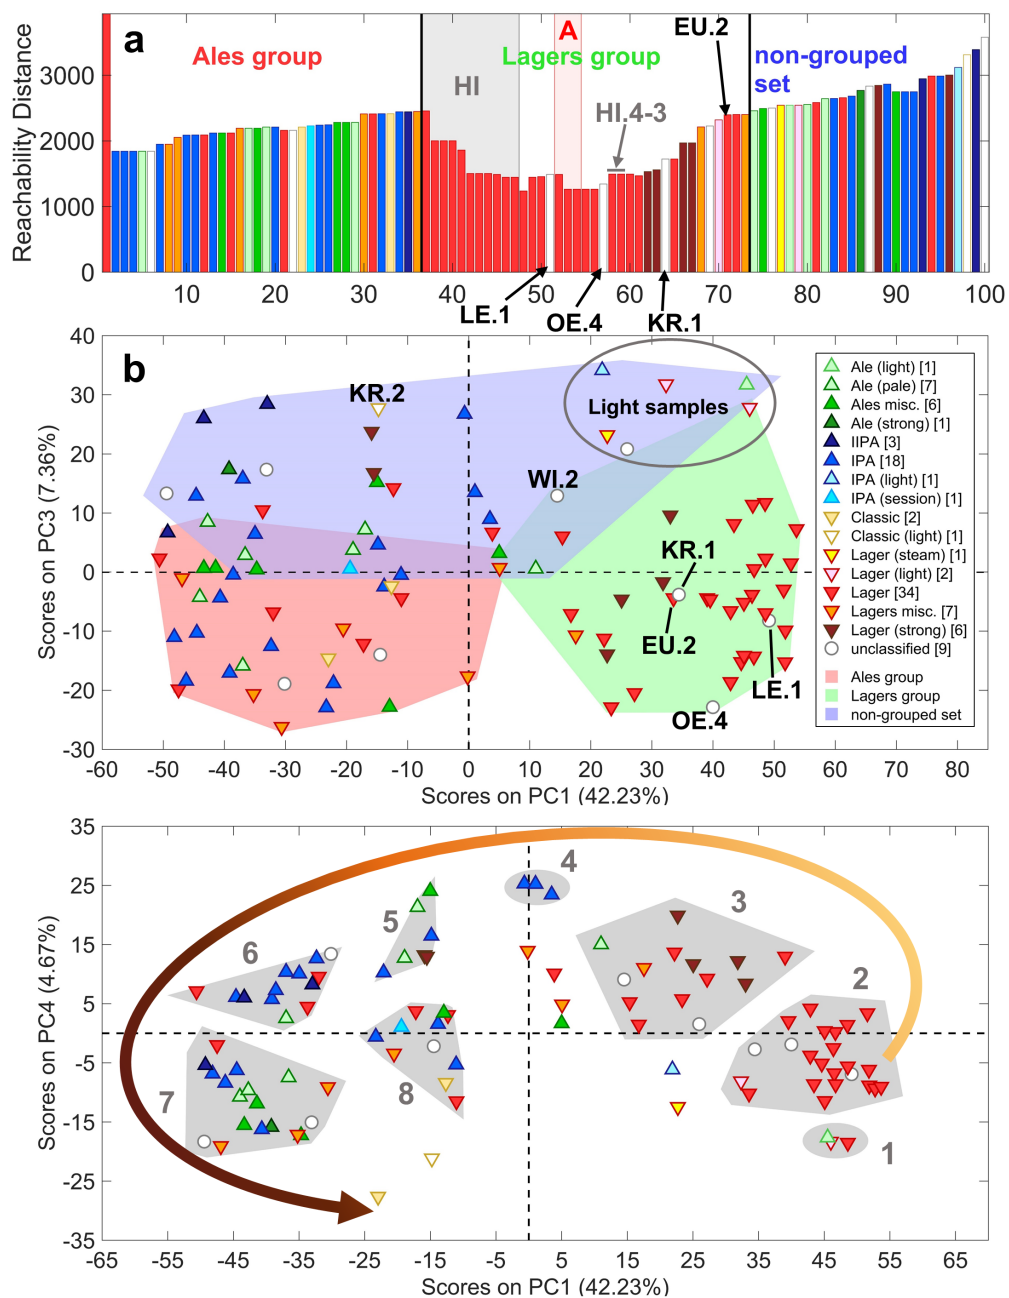 a
Ales group
HI
Lagers group
A
HI.4-3
EU.2
non-grouped
set
Reachability Distance
3000
2000
1000
0
10 20 30 40 50 60 70 80 90 100
LE.1
OE.4
KR.1
b
40
30
20
10
0
-10
-20
-30
Scores on PC3 (7.36%)
KR.2
Light samples
WI.2
KR.1
EU.2
LE.1
OE.4
Ale (light) [1]
Ale (pale) [7]
Ales misc. [6]
Ale (strong) [1]
IIPA [3]
IPA [18]
IPA (light) [1]
IPA (session) [1]
Classic [2]
Classic (light) [1]
Lager (steam) [1]
Lager (light) [2]
Lager [34]
Lagers misc. [7]
Lager (strong) [6]
unclassified [9]
Ales group
Lagers group
non-grouped set
-60 -50 -40 -30 -20 -10 0 10 20 30 40 50 60 70 80
Scores on PC1 (42.23%)
35
25
15
5
-5
-15
-25
-35
Scores on PC4 (4.67%)
4
5
3
6
2
7
8
1
-65 -55 -45 -35 -25 -15 -5 5 15 25 35 45 55 65
Scores on PC1 (42.23%)